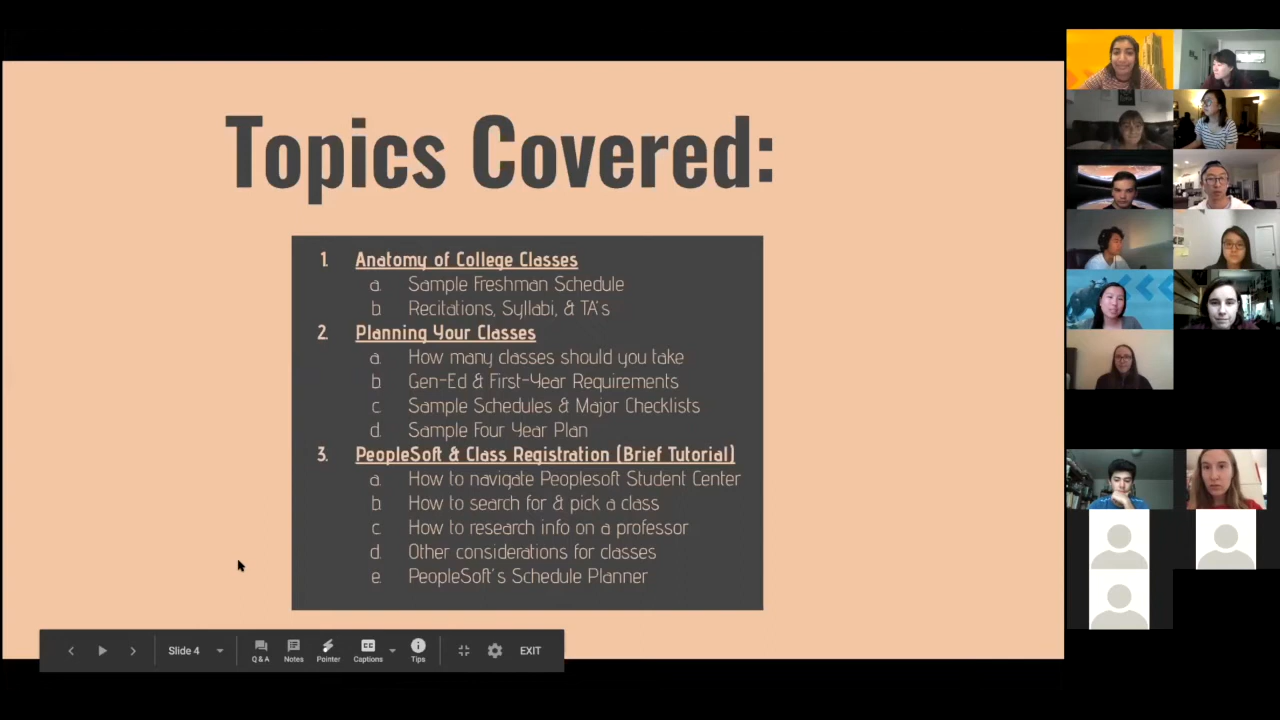 Topics Covered:
1. Anatomy of College Classes
a. Sample Freshman Schedule
b. Recitations, Syllabi, & TA's
2. Planning Your Classes
a. How many classes should you take
b. Gen-Ed & First-Year Requirements
c. Sample Schedules & Major Checklists
d. Sample Four Year Plan
3. PeopleSoft & Class Registration (Brief Tutorial)
a. How to navigate Peoplesoft Student Center
b. How to search for & pick a class
c. How to research info on a professor
d. Other considerations for classes
e. PeopleSoft's Schedule Planner
Slide 4
Q & A
Notes
Pointer
CC
Captions
Tips
EXIT